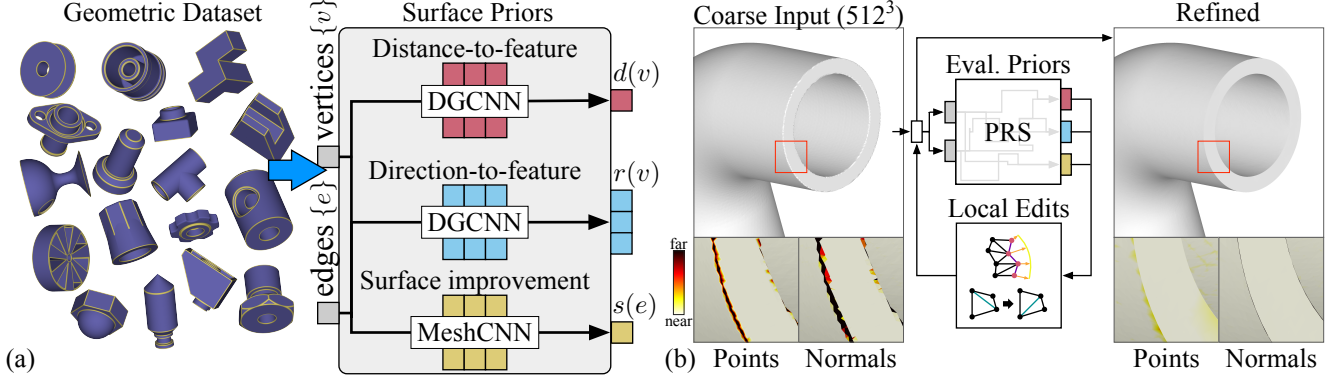 Geometric Dataset
(a)
vertices {v}
edges {e}
Surface Priors
Distance-to-feature
DGCNN
d(v)
Direction-to-feature
DGCNN
r(v)
Surface improvement
MeshCNN
s(e)
(b)
Coarse Input (512³)
far
near
Points
Normals
Eval. Priors
PRS
Local Edits
Refined
Points
Normals